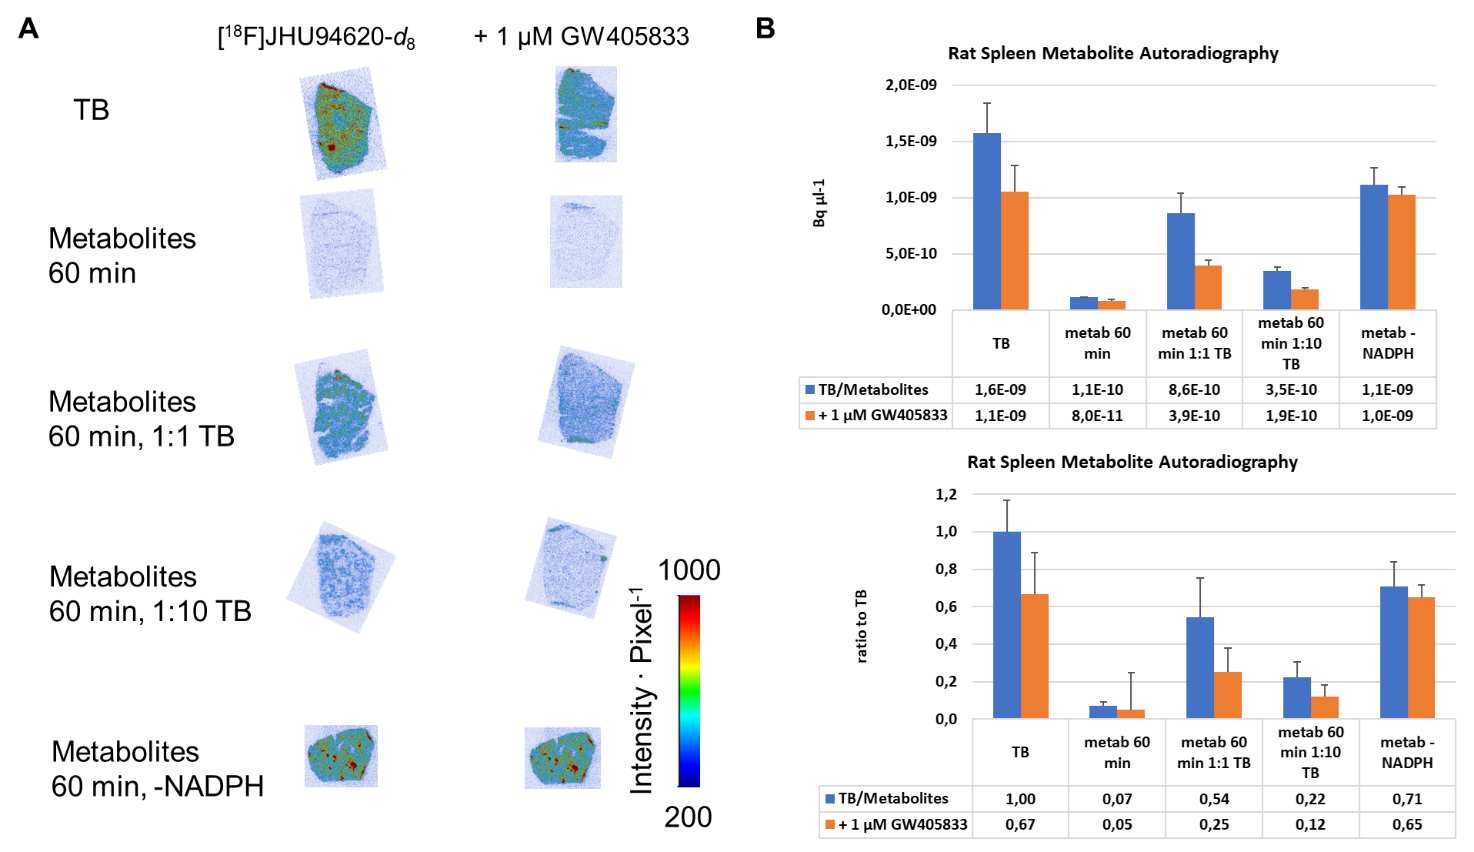 A
[18F]JHU94620-d8
+ 1 µM GW405833
TB
Metabolites
60 min
Metabolites
60 min, 1:1 TB
Metabolites
60 min, 1:10 TB
Metabolites
60 min, -NADPH
1000
Intensity · Pixel-1
200
B
Rat Spleen Metabolite Autoradiography
2,0E-09
1,5E-09
1,0E-09
5,0E-10
0,0E+00
Bq µl-1
TB
metab 60
min
metab 60
min 1:1 TB
metab 60
min 1:10
TB
metab -
NADPH
TB/Metabolites 1,6E-09 1,1E-10 8,6E-10 3,5E-10 1,1E-09
+ 1 µM GW405833 1,1E-09 8,0E-11 3,9E-10 1,9E-10 1,0E-09
Rat Spleen Metabolite Autoradiography
1,2
1,0
0,8
0,6
0,4
0,2
0,0
ratio to TB
TB
metab 60
min
metab 60
min 1:1 TB
metab 60
min 1:10
TB
metab -
NADPH
TB/Metabolites 1,00 0,07 0,54 0,22 0,71
+ 1 µM GW405833 0,67 0,05 0,25 0,12 0,65